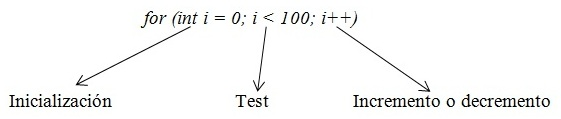 for (int i = 0; i < 100; i++)
Inicialización Test Incremento o decremento